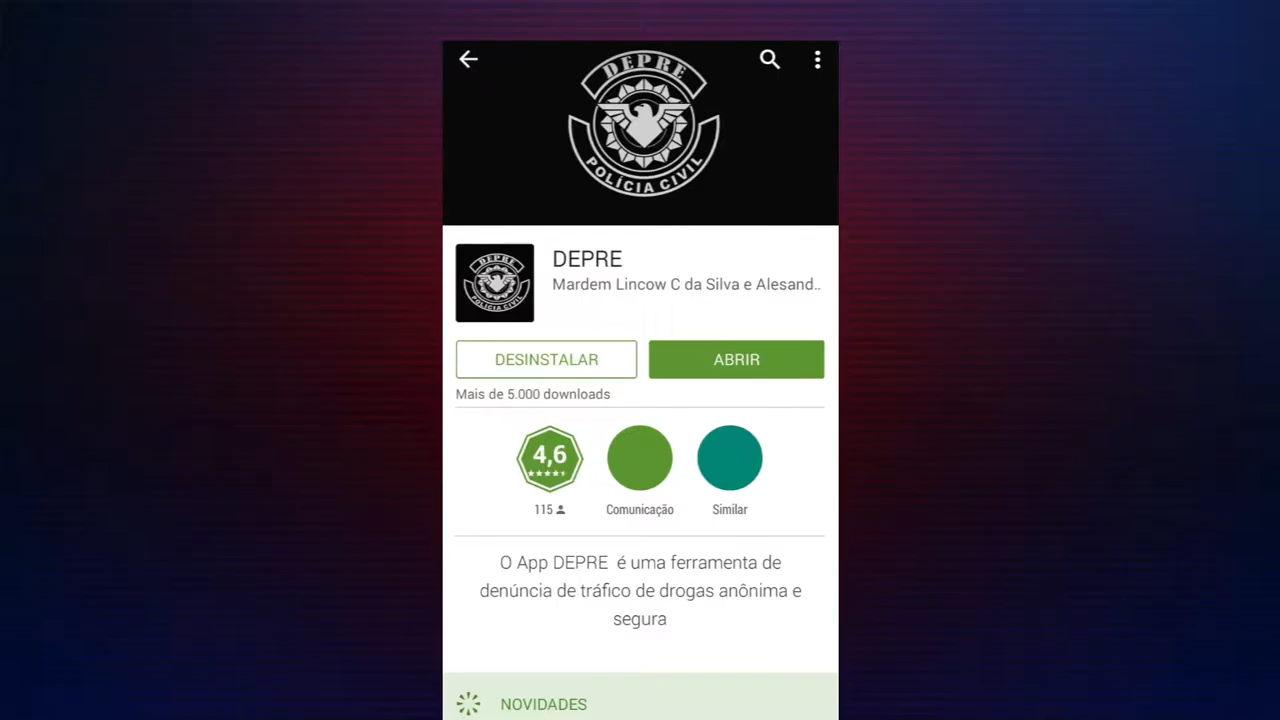 DEPRE
POLÍCIA CIVIL
DEPRE
POLÍCIA CIVIL
DEPRE
Mardem Lincow C da Silva e Alesand..
DESINSTALAR
ABRIR
Mais de 5.000 downloads
4,6
115
Comunicação
Similar
O App DEPRE é uma ferramenta de
denúncia de tráfico de drogas anônima e
segura
NOVIDADES